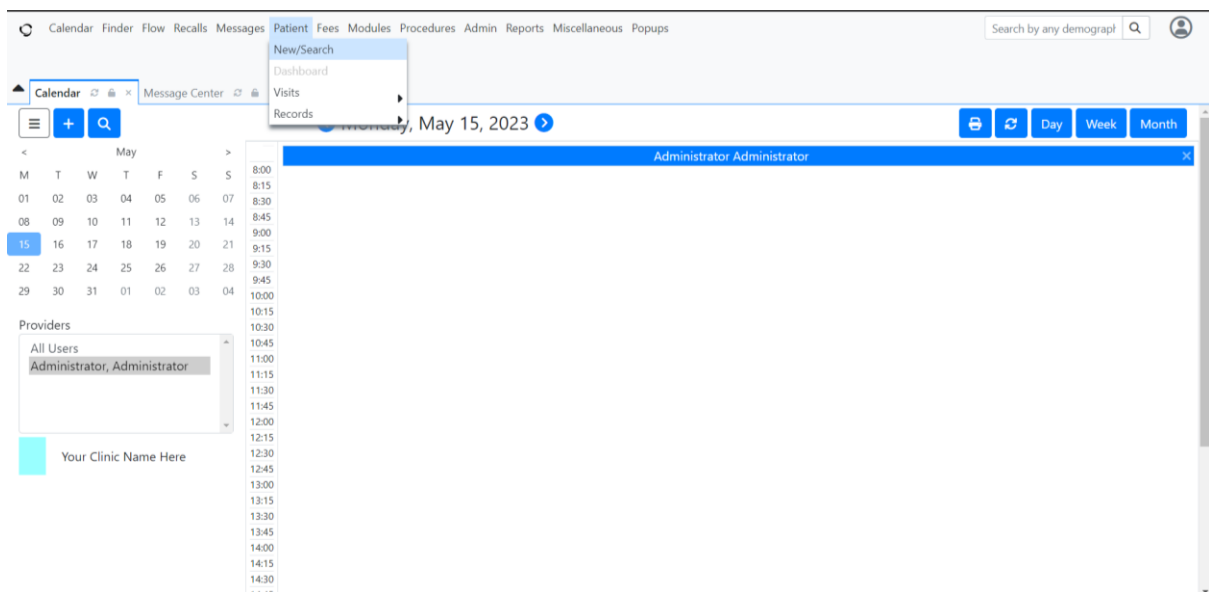 Calendar Finder Flow Recalls Messages Patient Fees Modules Procedures Admin Reports Miscellaneous Popups
Search by any demograph
New/Search
Dashboard
Visits
Records
Calendar Message Center
Monday, May 15, 2023
Day Week Month
< May >
M T W T F S S
01 02 03 04 05 06 07
08 09 10 11 12 13 14
15 16 17 18 19 20 21
22 23 24 25 26 27 28
29 30 31 01 02 03 04
Providers
All Users
Administrator, Administrator
Your Clinic Name Here
Administrator Administrator
8:00
8:15
8:30
8:45
9:00
9:15
9:30
9:45
10:00
10:15
10:30
10:45
11:00
11:15
11:30
11:45
12:00
12:15
12:30
12:45
13:00
13:15
13:30
13:45
14:00
14:15
14:30